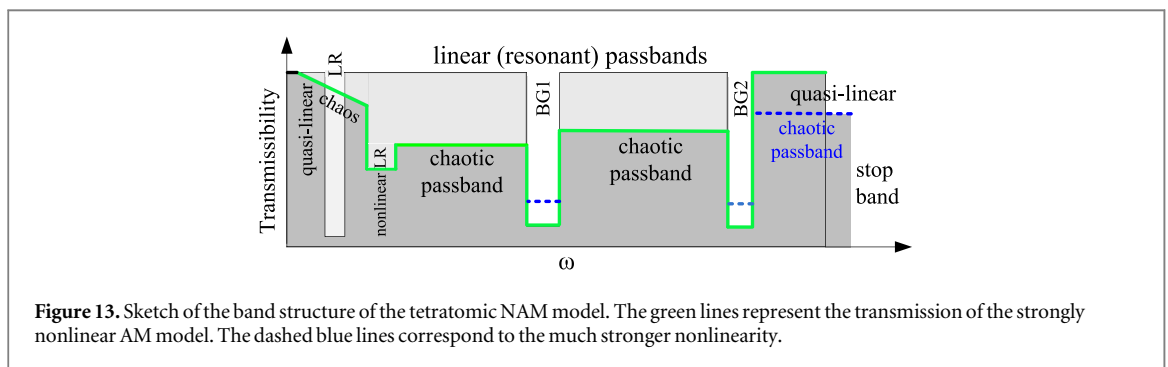 linear (resonant) passbands
LR
BG1
BG2
Transmissibility
quasi-linear
chaos
nonlinear LR
chaotic
passband
chaotic
passband
quasi-linear
chaotic
passband
stop
band
ω
Figure 13. Sketch of the band structure of the tetratomic NAM model. The green lines represent the transmission of the strongly
nonlinear AM model. The dashed blue lines correspond to the much stronger nonlinearity.